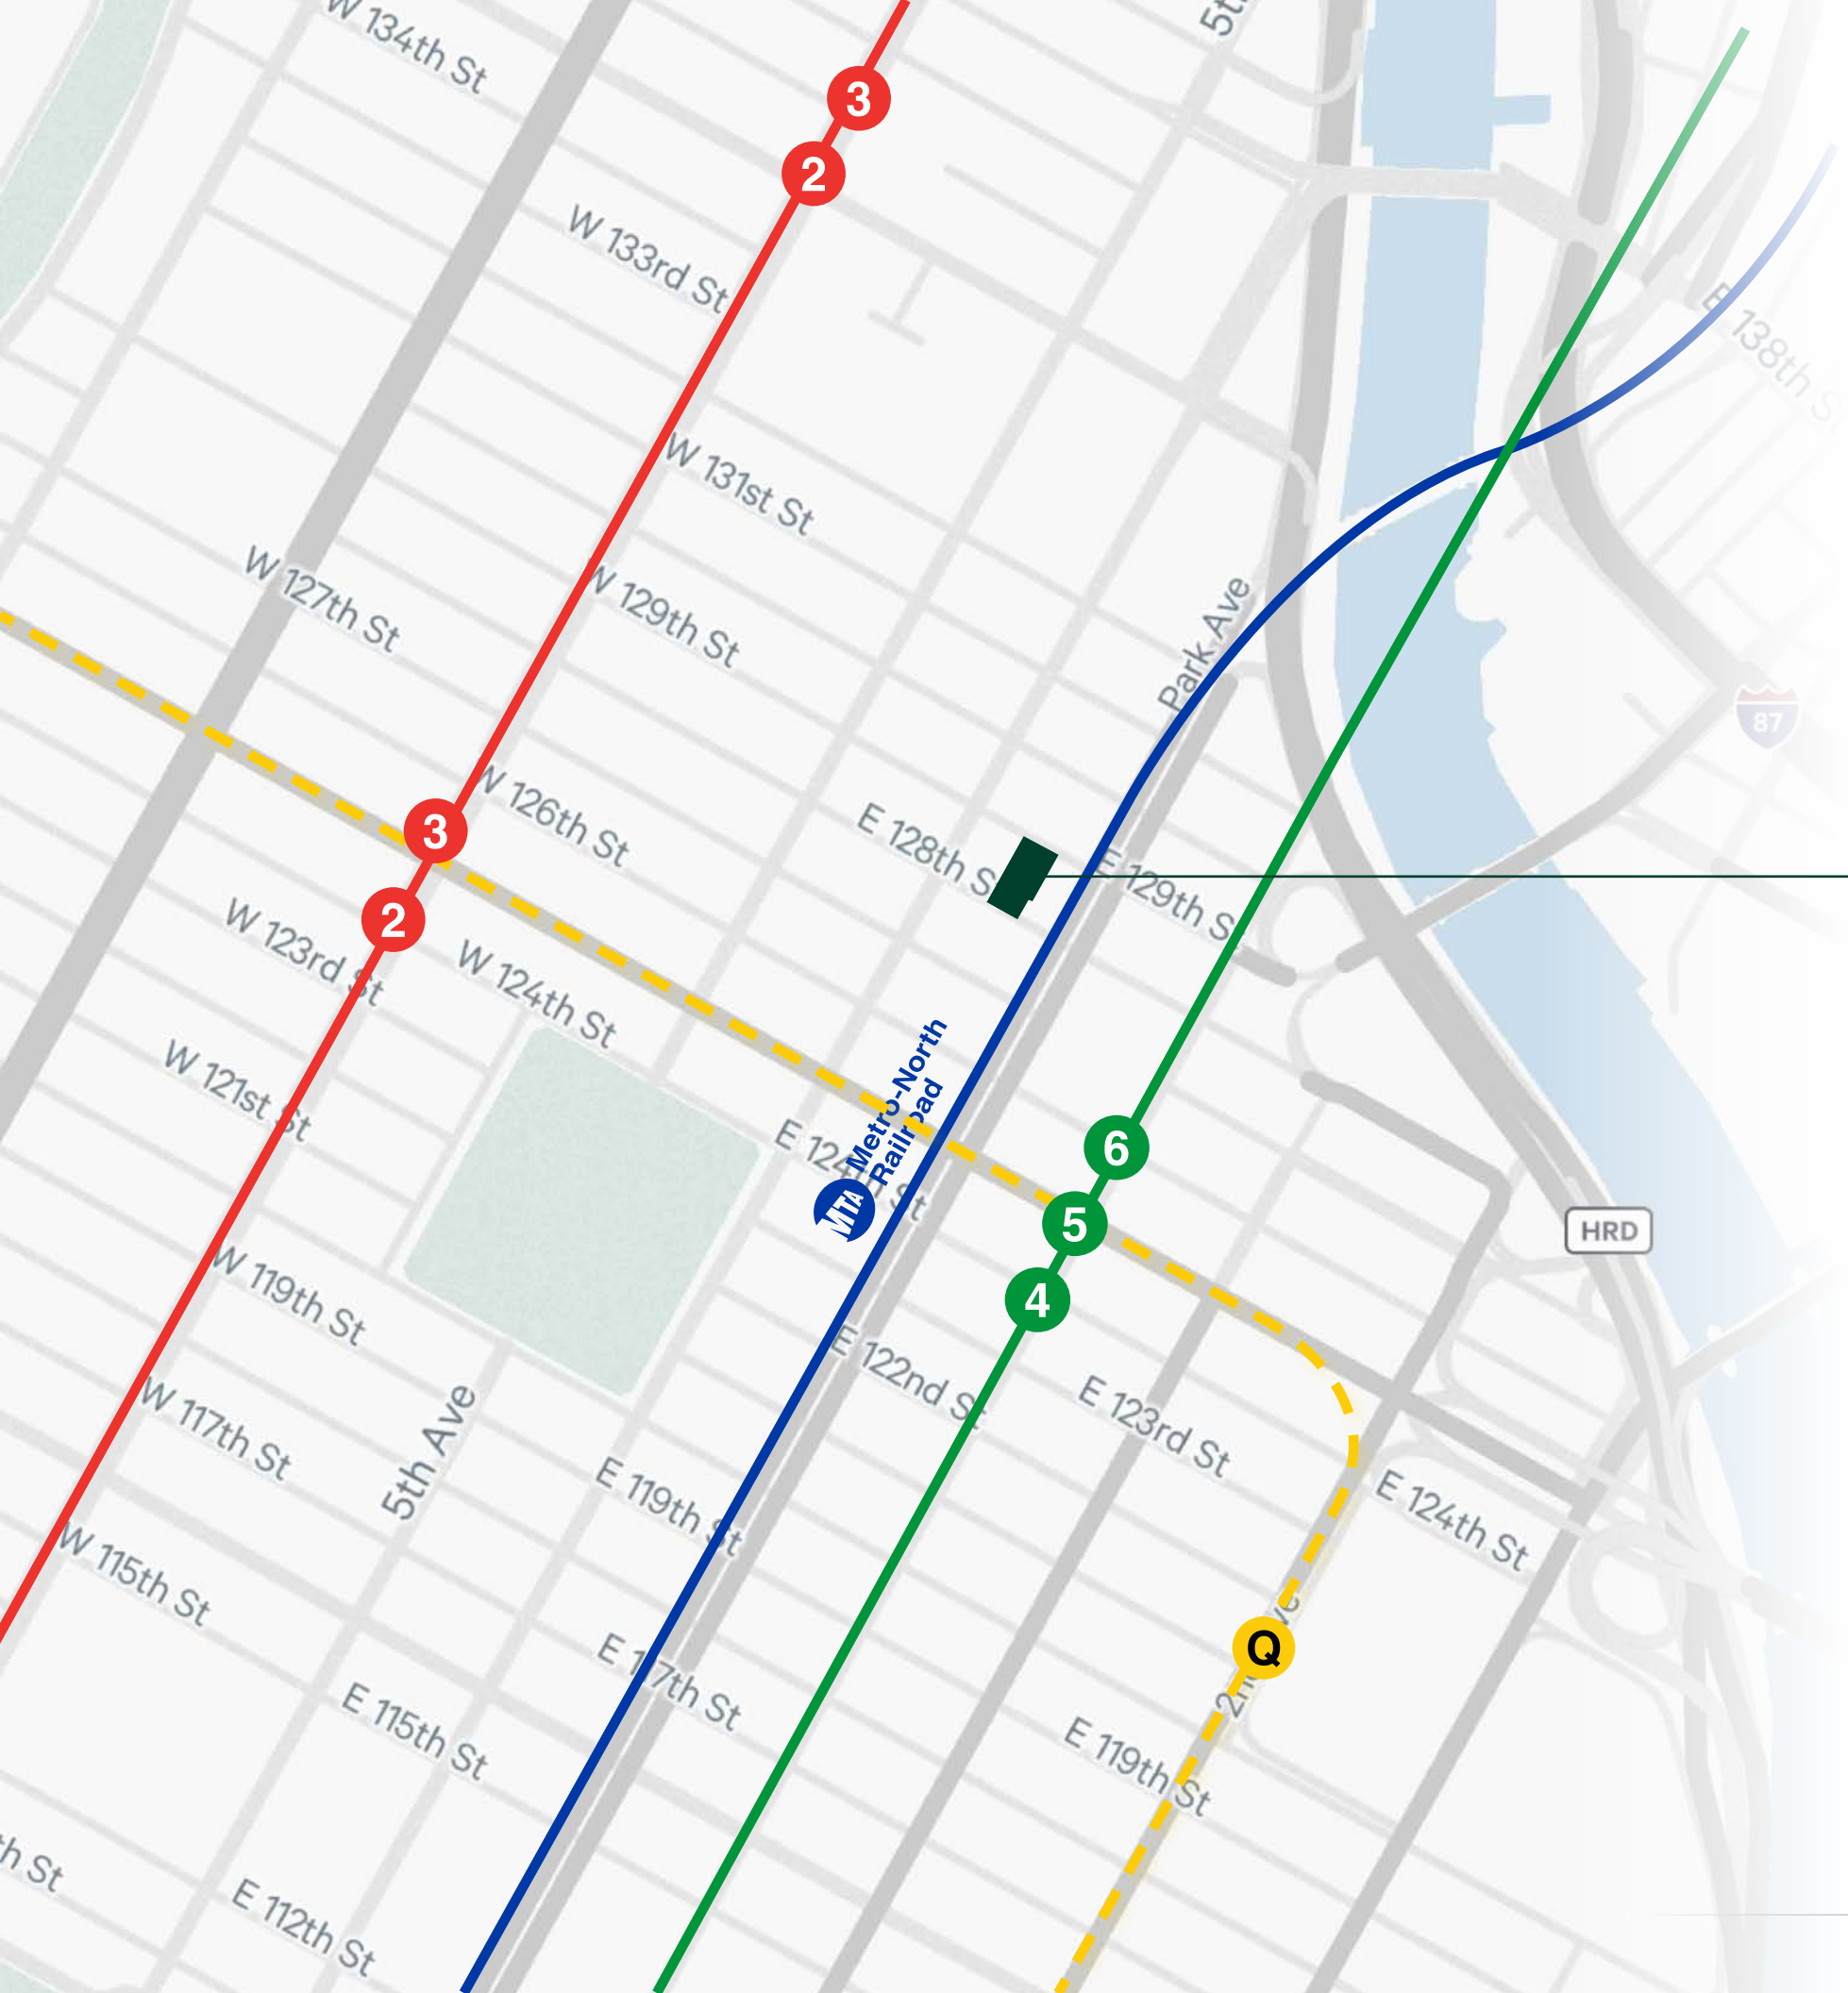 W 134th St
3
2
W 133rd St
E 138th S
W 131st St
W 127th St
W 129th St
Park Ave
87
W 126th St
3
E 128th S
E 129th S
2
W 123rd St
W 124th St
W 121st St
Metro-North
Railroad
MTA
E 124th St
6
5
4
HRD
W 119th St
E 122nd St
E 123rd St
W 117th St
5th Ave
E 119th St
E 124th St
W 115th St
Q
E 117th St
E 115th St
E 119th St
th St
E 112th St